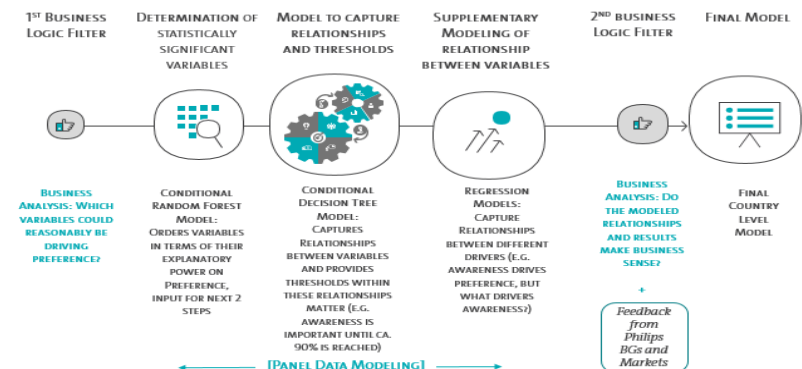 1ST BUSINESS
LOGIC FILTER
DETERMINATION OF
STATISTICALLY
SIGNIFICANT
VARIABLES
MODEL TO CAPTURE
RELATIONSHIPS
AND THRESHOLDS
SUPPLEMENTARY
MODELING OF
RELATIONSHIP
BETWEEN VARIABLES
2ND BUSINESS
LOGIC FILTER
FINAL MODEL
BUSINESS
ANALYSIS: WHICH
VARIABLES COULD
REASONABLY BE
DRIVING
PREFERENCE?
CONDITIONAL
RANDOM FOREST
MODEL:
ORDERS VARIABLES
IN TERMS OF THEIR
EXPLANATORY
POWER ON
PREFERENCE,
INPUT FOR NEXT 2
STEPS
CONDITIONAL
DECISION TREE
MODEL:
CAPTURES
RELATIONSHIPS
BETWEEN VARIABLES
AND PROVIDES
THRESHOLDS WITHIN
THESE RELATIONSHIPS
MATTER (E.G.
AWARENESS IS
IMPORTANT UNTIL CA.
90% IS REACHED)
REGRESSION
MODELS:
CAPTURE
RELATIONSHIPS
BETWEEN DIFFERENT
DRIVERS (E.G.
AWARENESS DRIVES
PREFERENCE, BUT
WHAT DRIVERS
AWARENESS?)
[PANEL DATA MODELING]
BUSINESS
ANALYSIS: DO
THE MODELED
RELATIONSHIPS
AND RESULTS
MAKE BUSINESS
SENSE?
+
Feedback
from
Philips
BGs and
Markets
FINAL
COUNTRY
LEVEL
MODEL